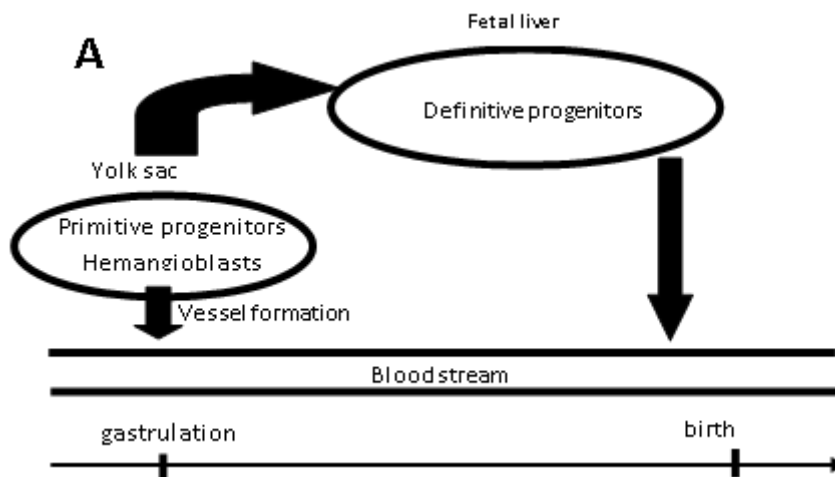 A
Fetal liver
Definitive progenitors
Yolk sac
Primitive progenitors
Hemangioblasts
Vessel formation
Blood stream
gastrulation
birth